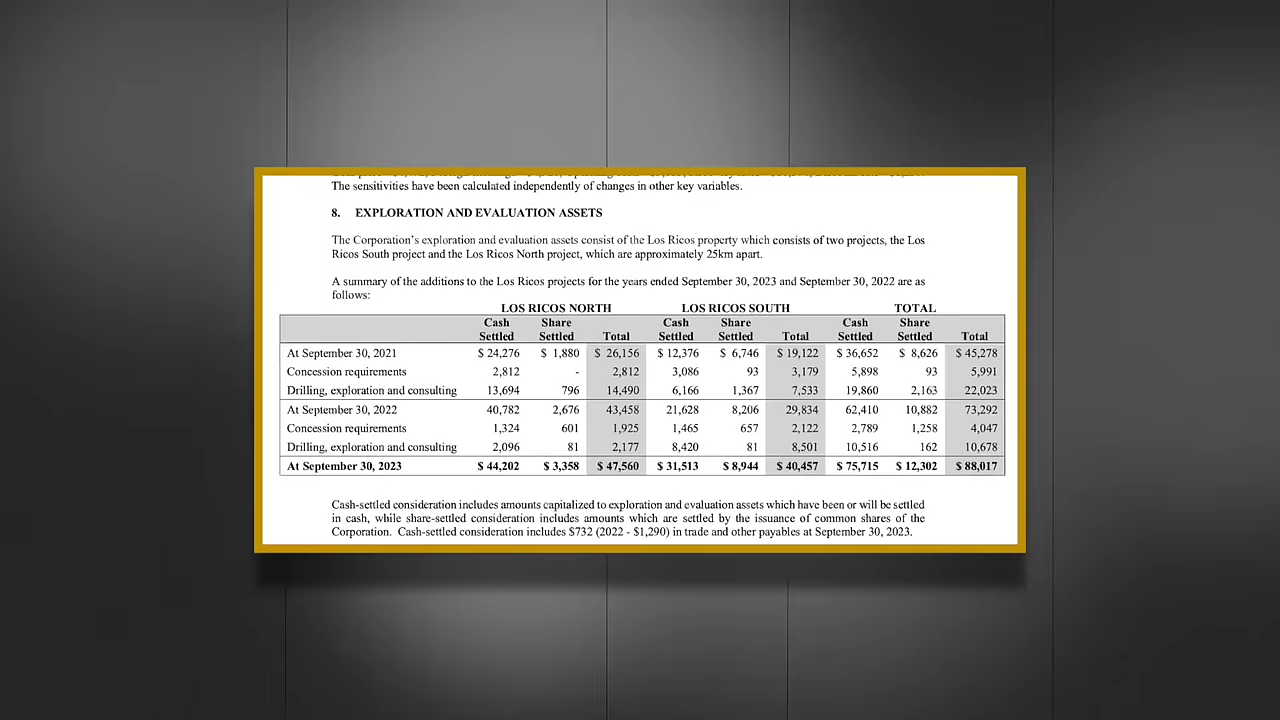 The sensitivities have been calculated independently of changes in other key variables.
8. EXPLORATION AND EVALUATION ASSETS
The Corporation's exploration and evaluation assets consist of the Los Ricos property which consists of two projects, the Los
Ricos South project and the Los Ricos North project, which are approximately 25km apart.
A summary of the additions to the Los Ricos projects for the years ended September 30, 2023 and September 30, 2022 are as
follows:
LOS RICOS NORTH LOS RICOS SOUTH TOTAL
Cash Share Cash Share Cash Share
Settled Settled Total Settled Settled Total Settled Settled Total
At September 30, 2021 $ 24,276 $ 1,880 $ 26,156 $ 12,376 $ 6,746 $ 19,122 $ 36,652 $ 8,626 $ 45,278
Concession requirements 2,812 - 2,812 3,086 93 3,179 5,898 93 5,991
Drilling, exploration and consulting 13,694 796 14,490 6,166 1,367 7,533 19,860 2,163 22,023
At September 30, 2022 40,782 2,676 43,458 21,628 8,206 29,834 62,410 10,882 73,292
Concession requirements 1,324 601 1,925 1,465 657 2,122 2,789 1,258 4,047
Drilling, exploration and consulting 2,096 81 2,177 8,420 81 8,501 10,516 162 10,678
At September 30, 2023 $ 44,202 $ 3,358 $ 47,560 $ 31,513 $ 8,944 $ 40,457 $ 75,715 $ 12,302 $ 88,017
Cash-settled consideration includes amounts capitalized to exploration and evaluation assets which have been or will be settled
in cash, while share-settled consideration includes amounts which are settled by the issuance of common shares of the
Corporation. Cash-settled consideration includes $732 (2022 - $1,290) in trade and other payables at September 30, 2023.